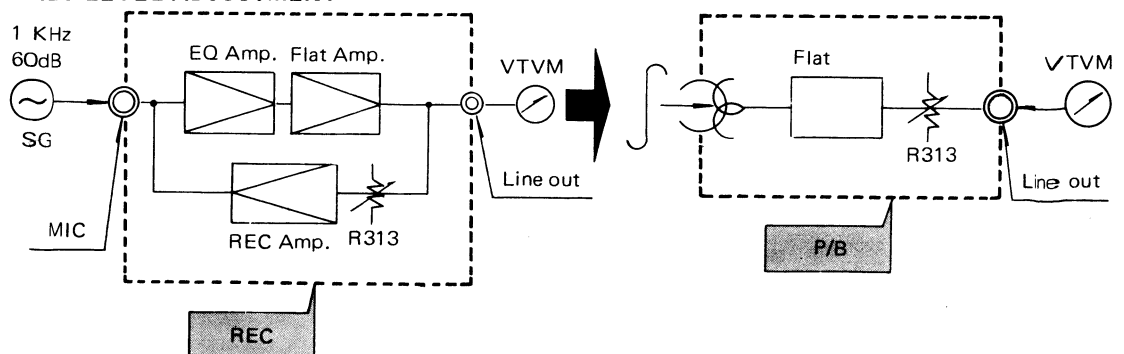 1 KHz
60dB
SG
MIC
EQ Amp.
Flat Amp.
REC Amp.
R313
VTVM
Line out
REC
Flat
R313
VTVM
Line out
P/B